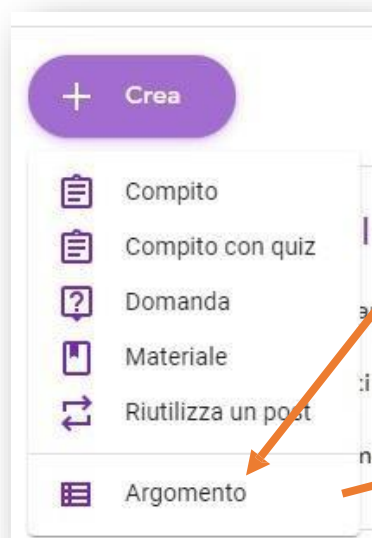 Crea
Compito
Compito con quiz
Domanda
Materiale
Riutilizza un post
Argomento